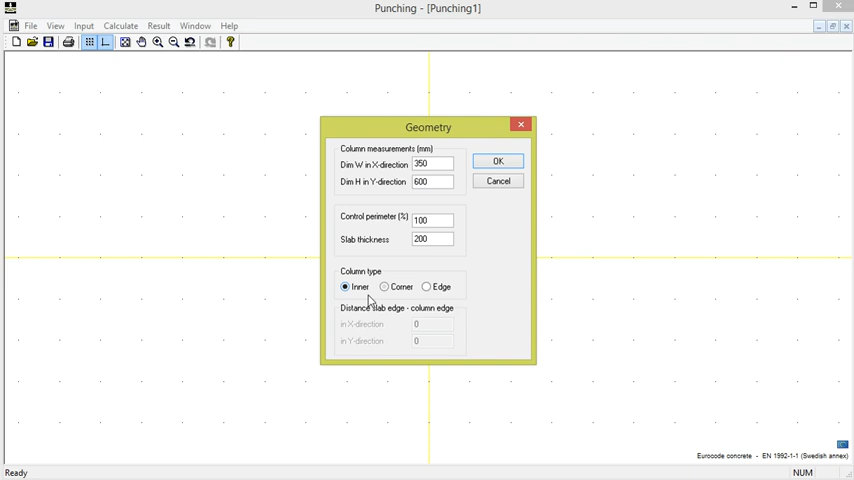 Punching - [Punching1]
File View Input Calculate Result Window Help
Geometry
Column measurements (mm)
Dim W in X-direction 350 OK
Dim H in Y-direction 600 Cancel
Control perimeter (%) 100
Slab thickness 200
Column type
Inner Corner Edge
Distance slab edge - column edge
in X-direction 0
in Y-direction 0
Eurocode concrete - EN 1992-1-1 (Swedish annex)
Ready NUM